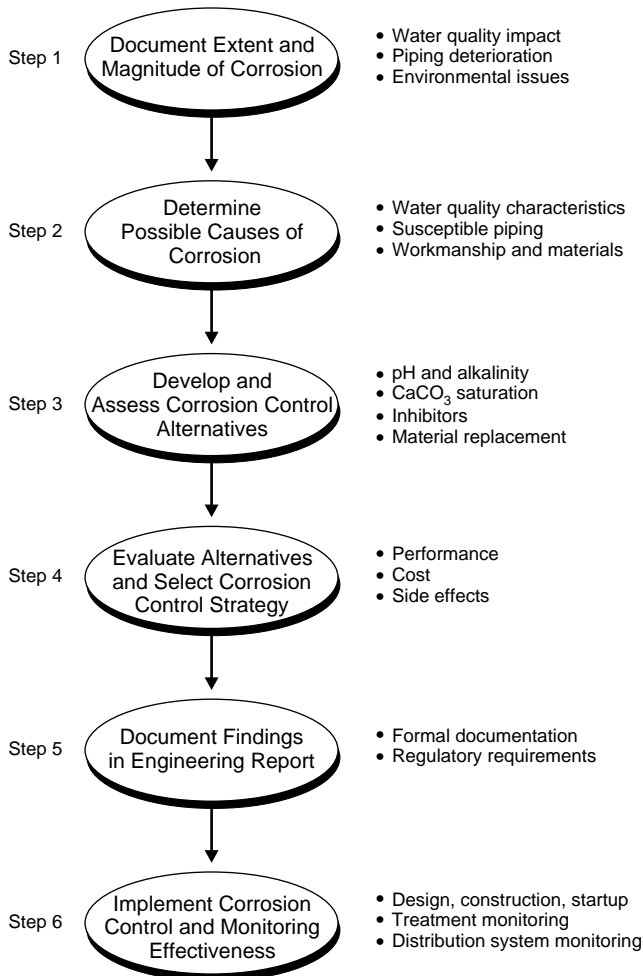 Step 1
Document Extent and
Magnitude of Corrosion
• Water quality impact
• Piping deterioration
• Environmental issues
Step 2
Determine
Possible Causes of
Corrosion
• Water quality characteristics
• Susceptible piping
• Workmanship and materials
Step 3
Develop and
Assess Corrosion Control
Alternatives
• pH and alkalinity
• CaCO₃ saturation
• Inhibitors
• Material replacement
Step 4
Evaluate Alternatives
and Select Corrosion
Control Strategy
• Performance
• Cost
• Side effects
Step 5
Document Findings
in Engineering Report
• Formal documentation
• Regulatory requirements
Step 6
Implement Corrosion
Control and Monitoring
Effectiveness
• Design, construction, startup
• Treatment monitoring
• Distribution system monitoring